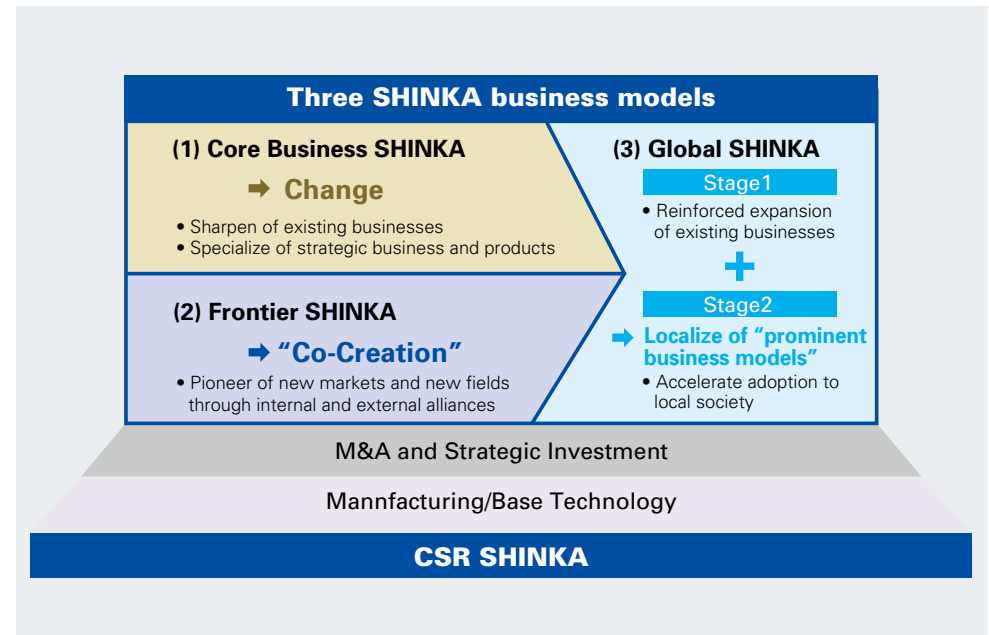 Three SHINKA business models
(1) Core Business SHINKA
➡ Change
• Sharpen of existing businesses
• Specialize of strategic business and products
(2) Frontier SHINKA
➡ “Co-Creation”
• Pioneer of new markets and new fields
through internal and external alliances
(3) Global SHINKA
Stage1
• Reinforced expansion
of existing businesses
+
Stage2
➡ Localize of “prominent
business models”
• Accelerate adoption to
local society
M&A and Strategic Investment
Mannfacturing/Base Technology
CSR SHINKA